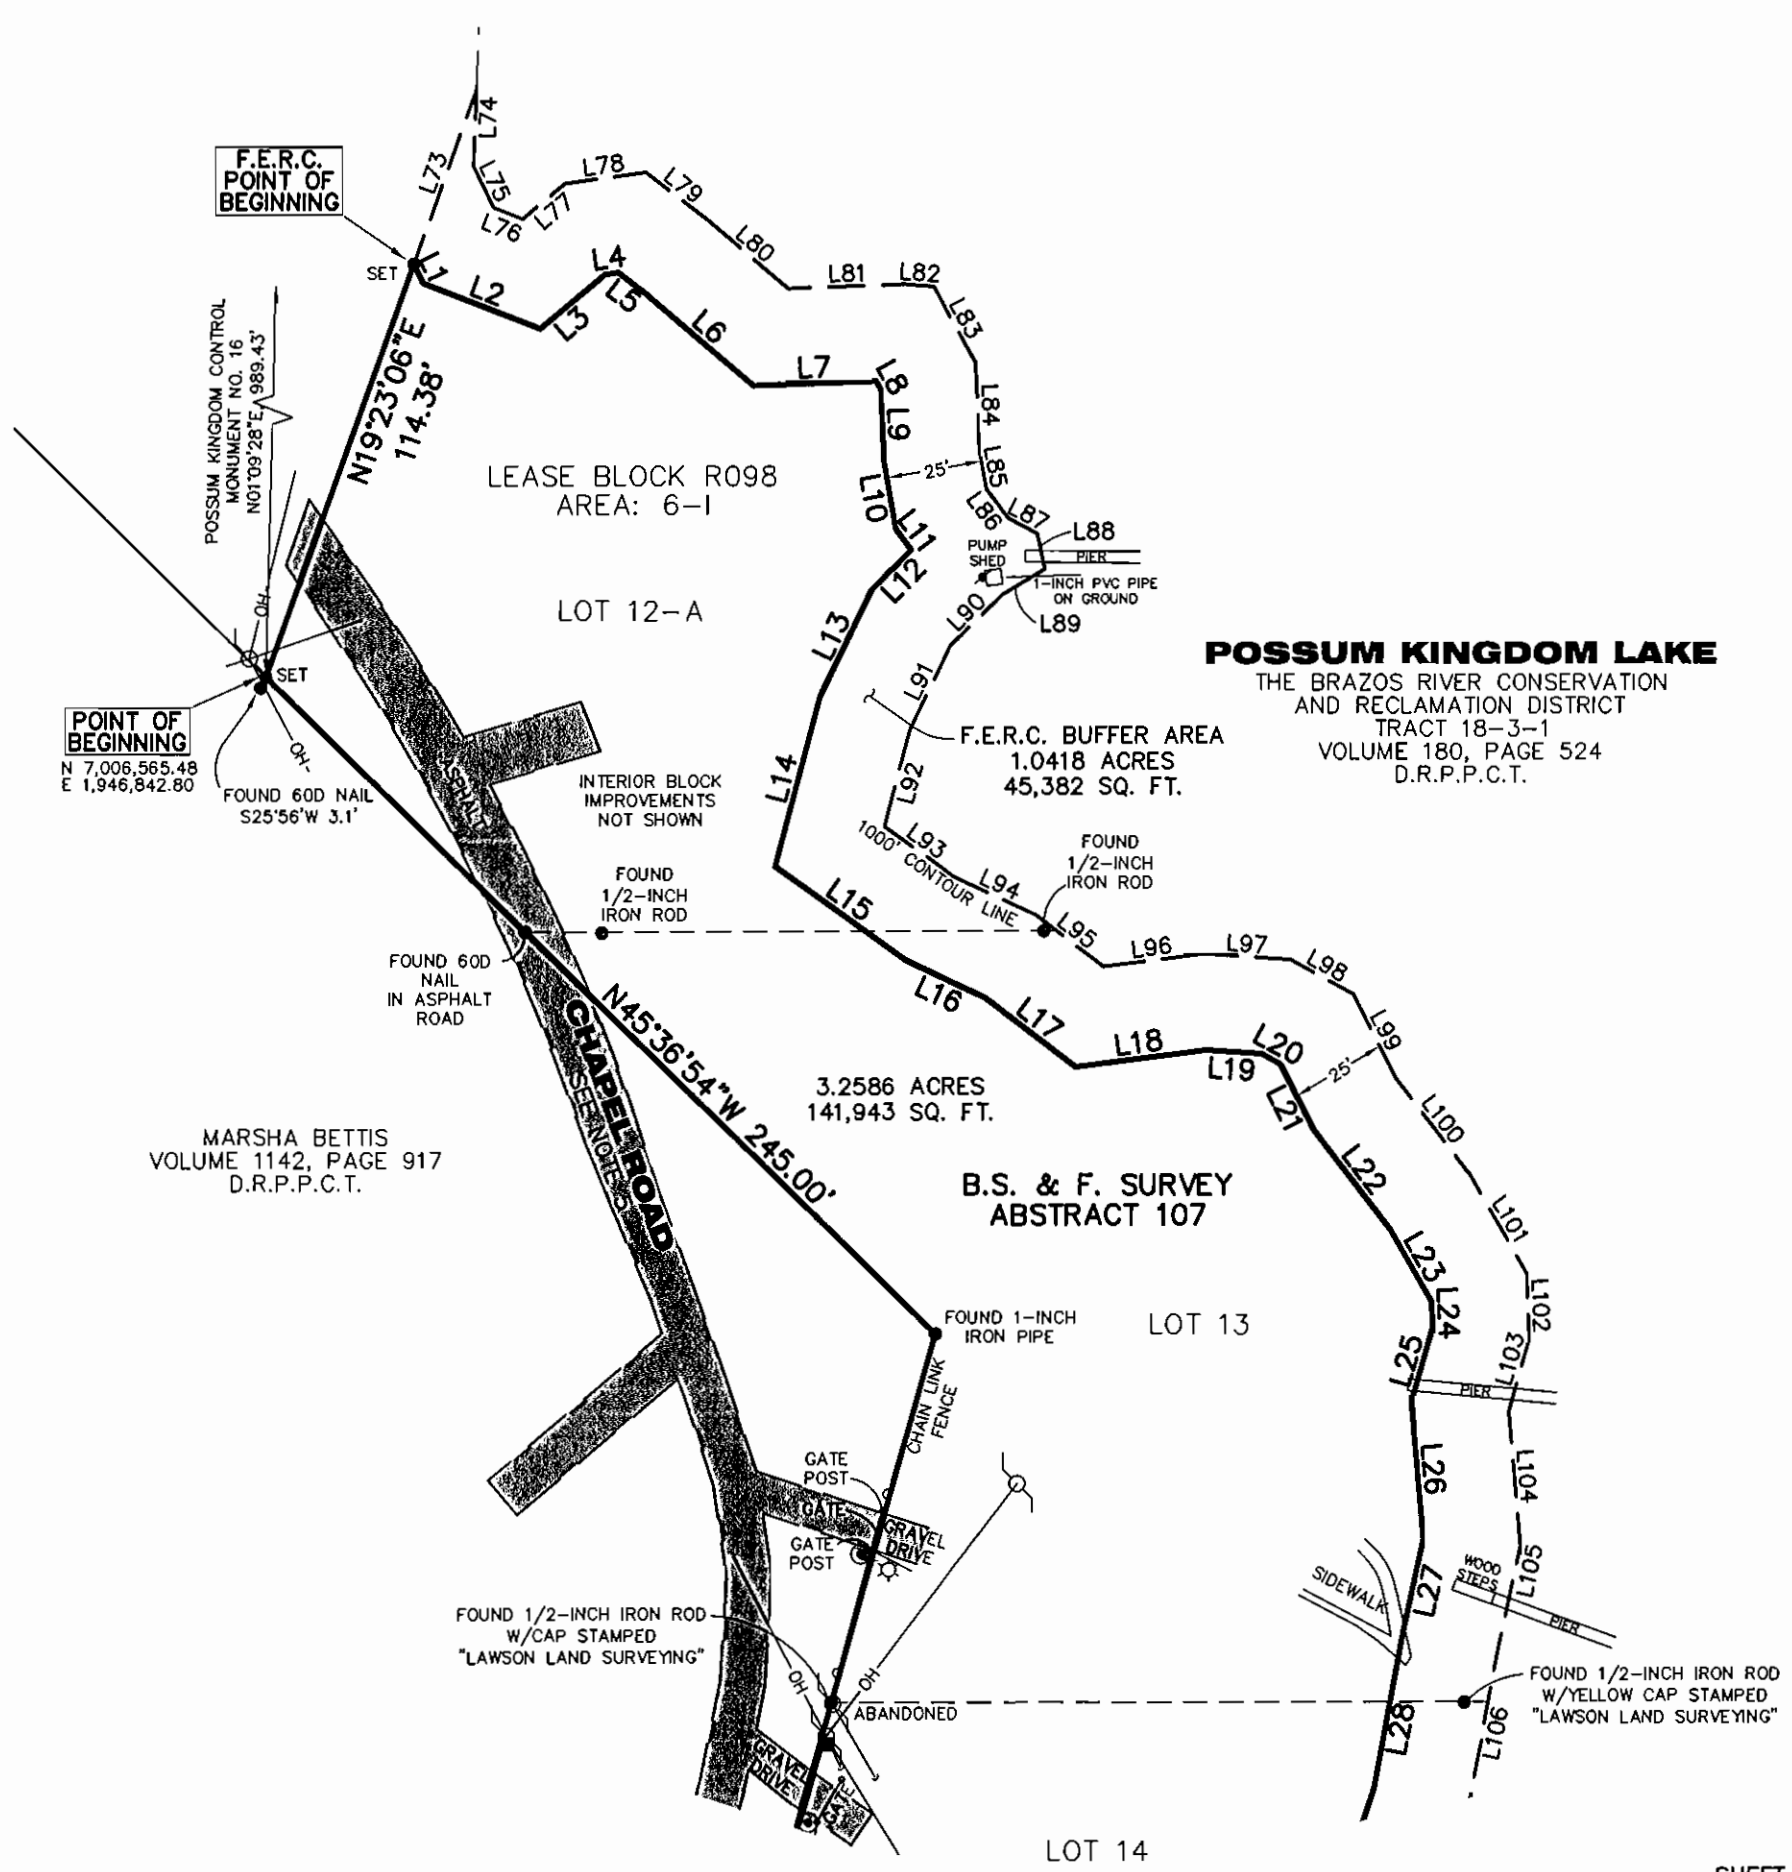 L74
L73
F.E.R.C.
POINT OF
BEGINNING
L75
L76
L77
L78
L79
L80
L81
L82
L83
SET
L1
L2
L3
L4
L5
L6
L7
L8
L9
L84
L85
POSSUM KINGDOM CONTROL
MONUMENT NO. 16
N01°09'28"E, 989.43'
N19°23'06"E
114.38'
LEASE BLOCK R098
AREA: 6-I
25'
L10
L11
L12
L86
L87
L88
PUMP
SHED
PIER
1-INCH PVC PIPE
ON GROUND
L89
L90
LOT 12-A
L13
L91
OH
POSSUM KINGDOM LAKE
THE BRAZOS RIVER CONSERVATION
AND RECLAMATION DISTRICT
TRACT 18-3-1
VOLUME 180, PAGE 524
D.R.P.P.C.T.
SET
POINT OF
BEGINNING
N 7,006,565.48
E 1,946,842.80
OH
FOUND 60D NAIL
S25°56'W 3.1'
ASPHALT
INTERIOR BLOCK
IMPROVEMENTS
NOT SHOWN
L14
L92
F.E.R.C. BUFFER AREA
1.0418 ACRES
45,382 SQ. FT.
L93
1000' CONTOUR LINE
L94
FOUND
1/2-INCH
IRON ROD
L95
FOUND
1/2-INCH
IRON ROD
L15
L16
L17
L96
L97
L98
L99
FOUND 60D
NAIL
IN ASPHALT
ROAD
CHAPEL ROAD
SEE NOTE 5
N45°36'54"W 245.00'
L18
L19
L20
L21
25'
L100
3.2586 ACRES
141,943 SQ. FT.
MARSHA BETTIS
VOLUME 1142, PAGE 917
D.R.P.P.C.T.
B.S. & F. SURVEY
ABSTRACT 107
L22
L101
L23
L24
L102
FOUND 1-INCH
IRON PIPE
LOT 13
L25
L103
PIER
CHAIN LINK
FENCE
L26
L104
GATE
POST
GATE
GATE
POST
GRAVEL
DRIVE
SIDEWALK
L27
WOOD
STEPS
L105
PIER
FOUND 1/2-INCH IRON ROD
W/CAP STAMPED
"LAWSON LAND SURVEYING"
OH
OH
ABANDONED
L28
L106
FOUND 1/2-INCH IRON ROD
W/YELLOW CAP STAMPED
"LAWSON LAND SURVEYING"
GRAVEL
DRIVE
LOT 14